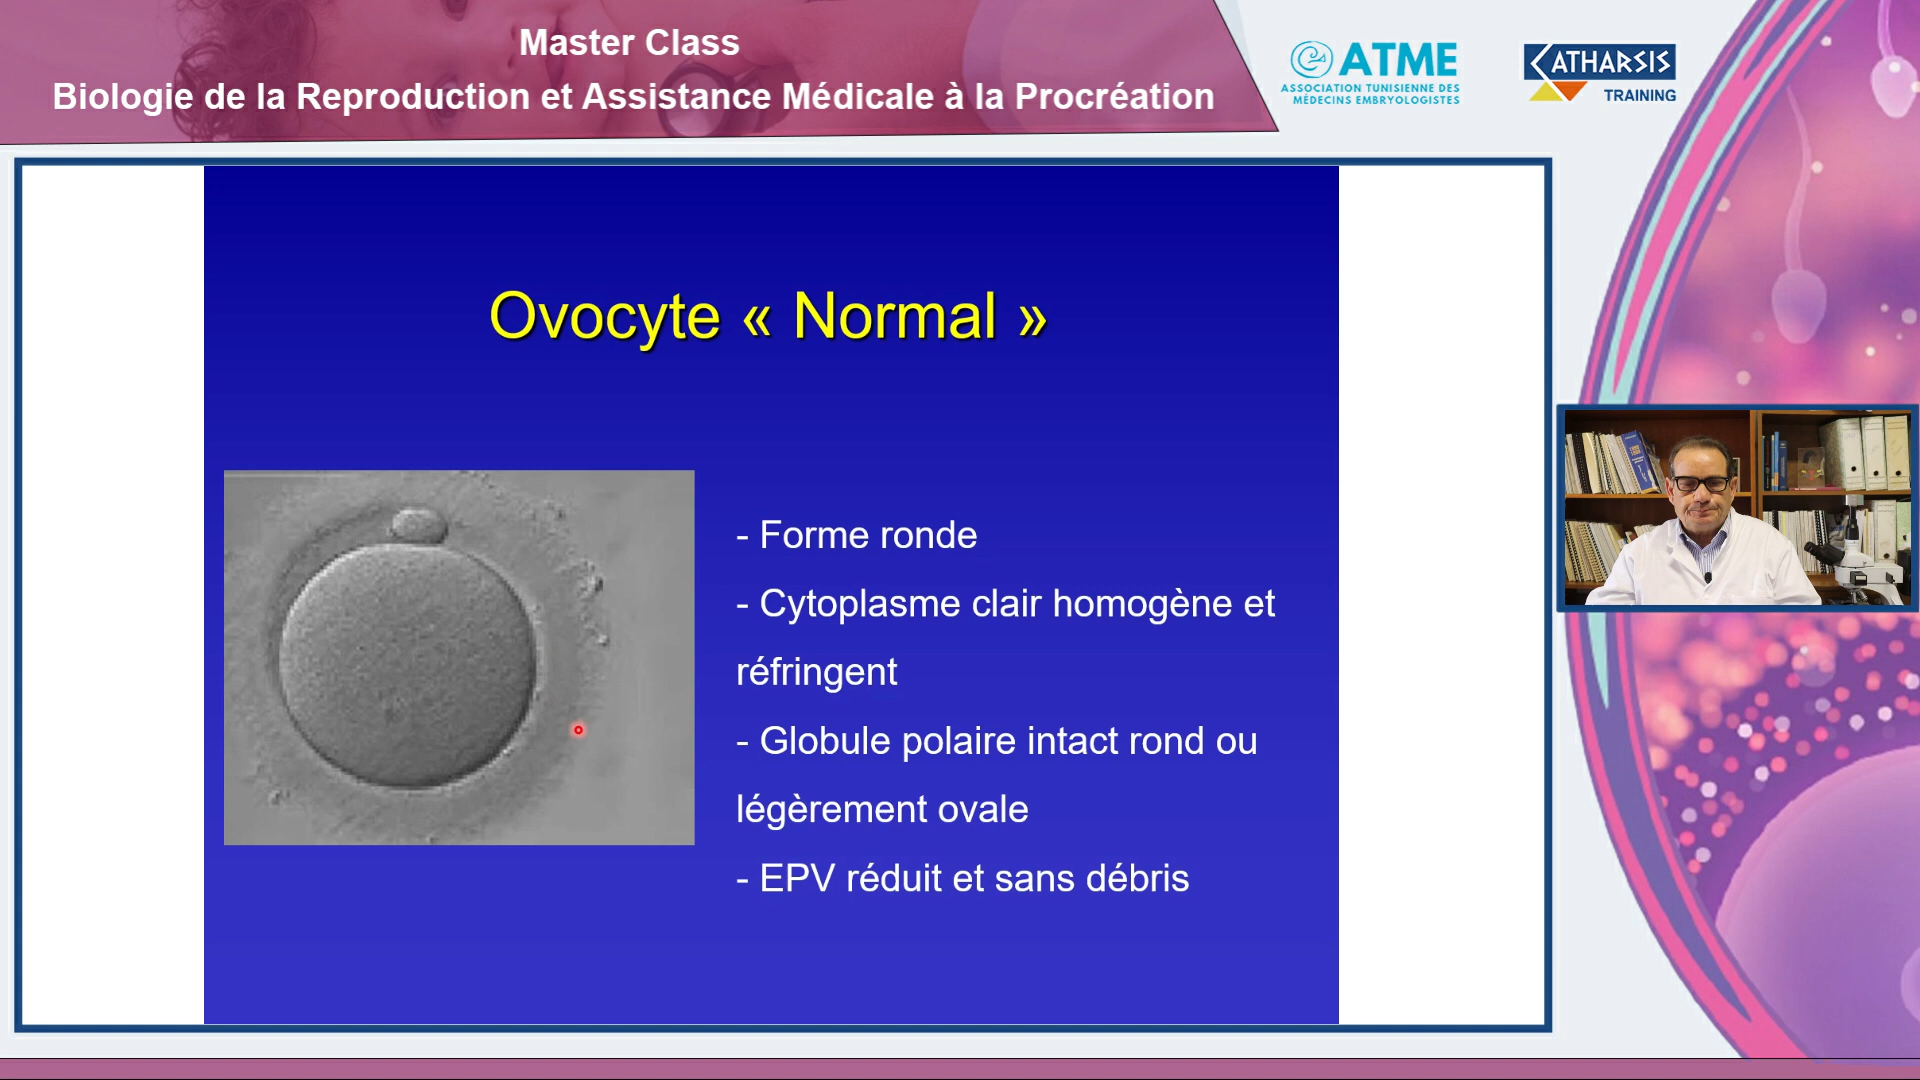 Master Class
Biologie de la Reproduction et Assistance Médicale à la Procréation
ATME
ASSOCIATION TUNISIENNE DES
MÉDECINS EMBRYOLOGISTES
CATHARSIS
TRAINING
Ovocyte « Normal »
- Forme ronde
- Cytoplasme clair homogène et
réfringent
- Globule polaire intact rond ou
légèrement ovale
- EPV réduit et sans débris